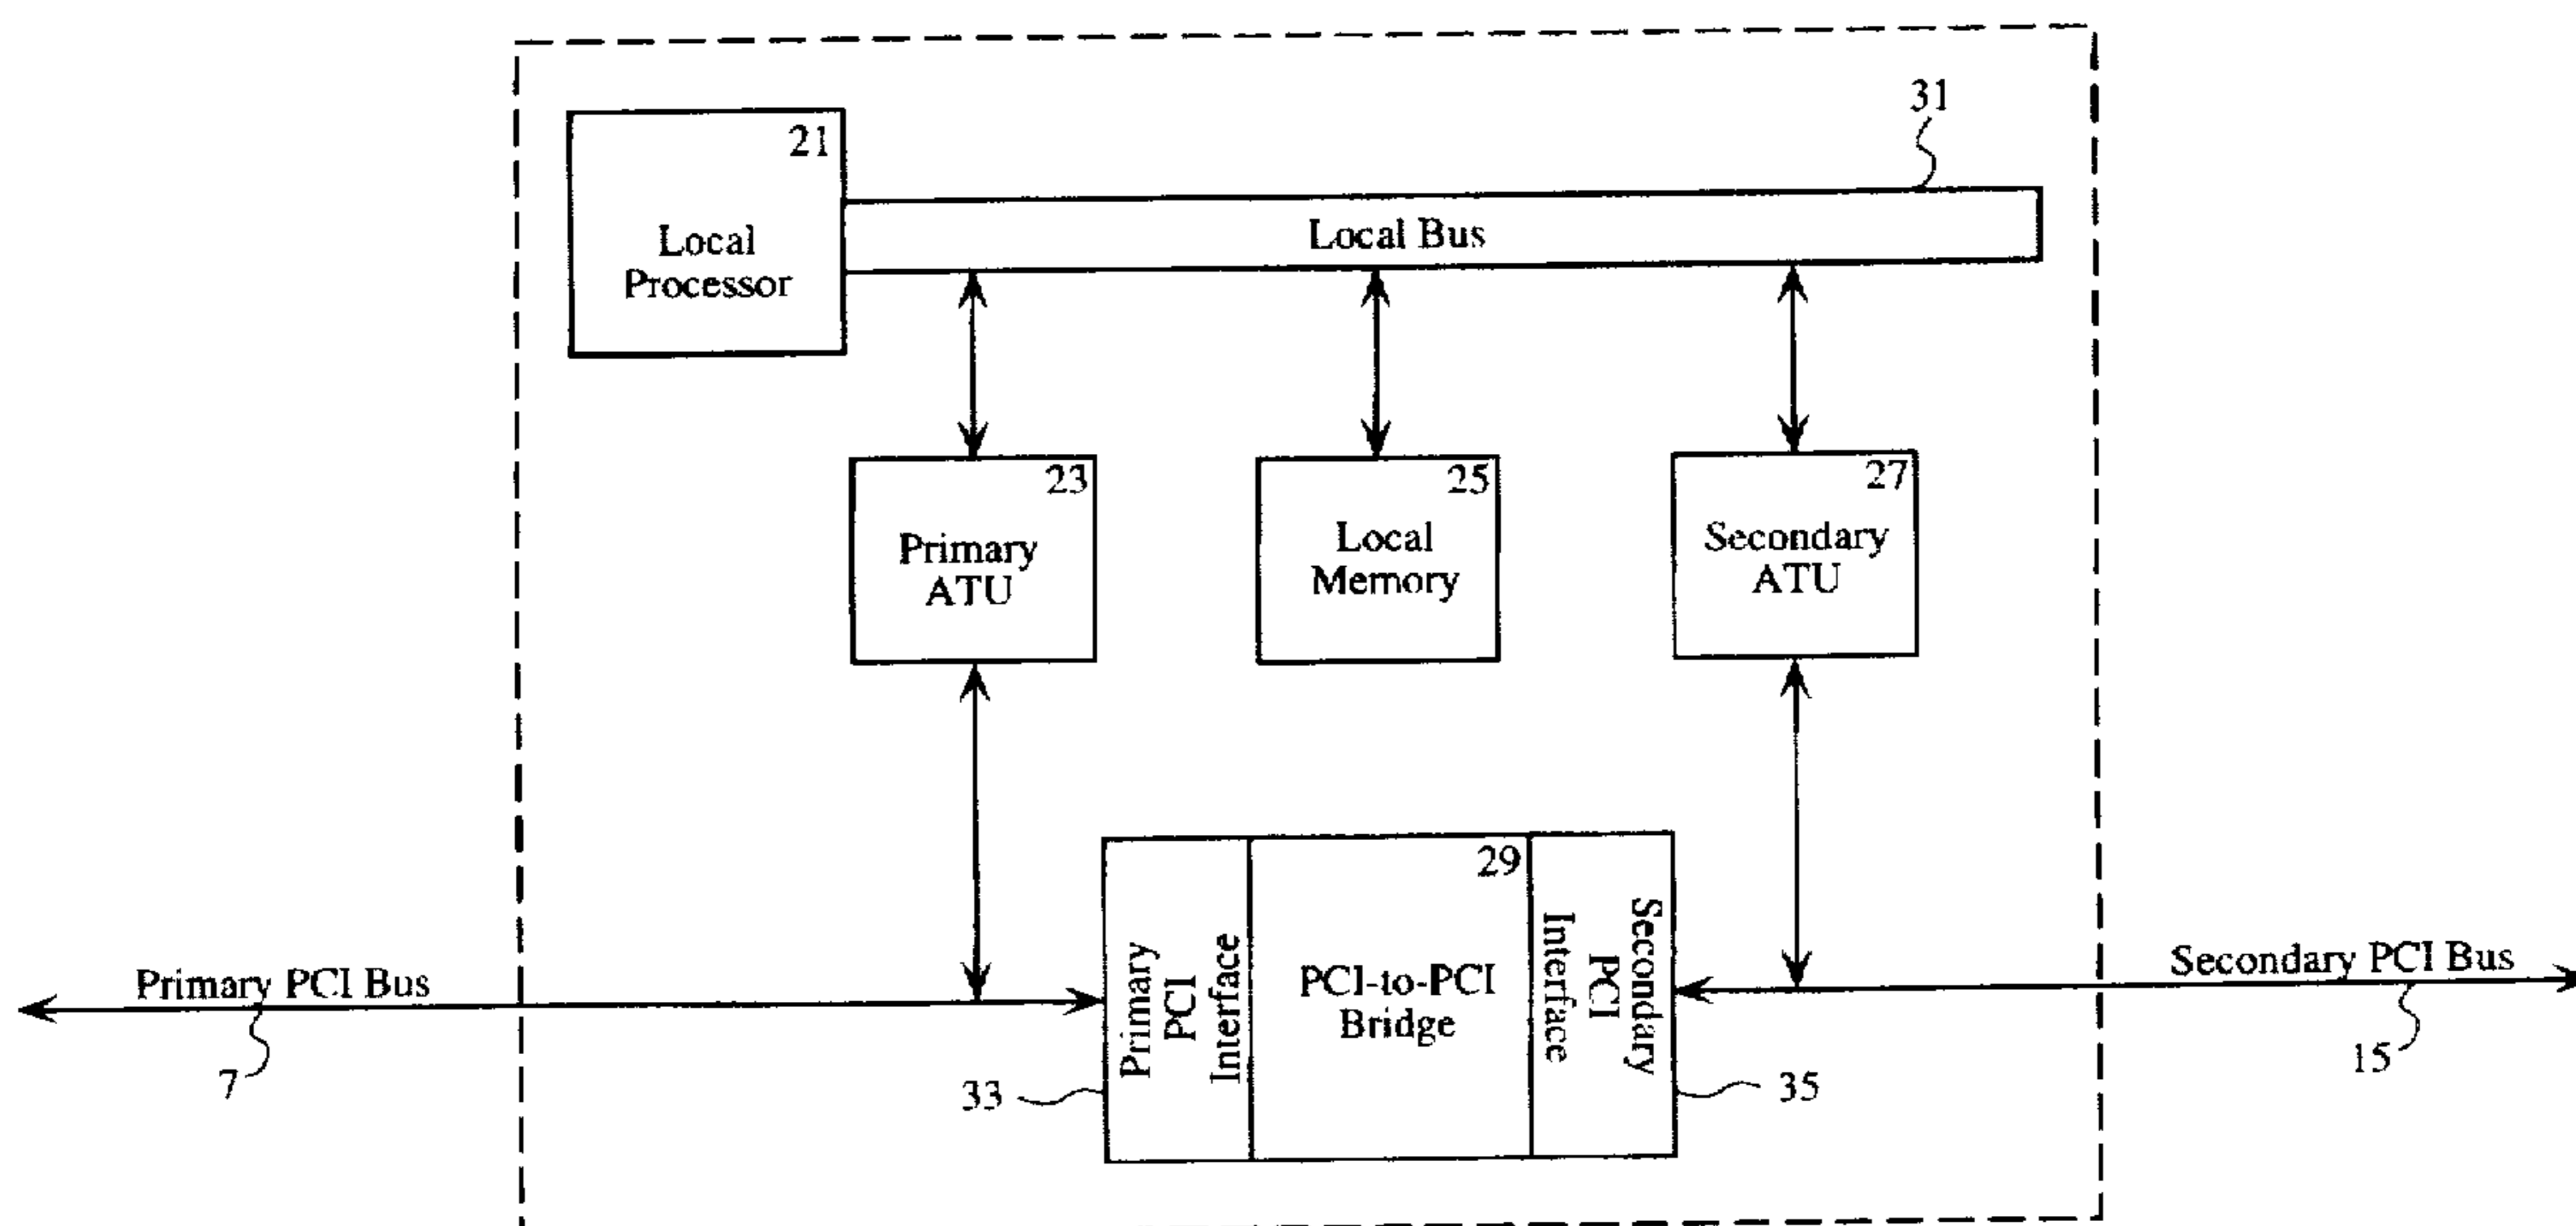 31
21
Local
Processor
Local Bus
23
Primary
ATU
25
Local
Memory
27
Secondary
ATU
29
PCI-to-PCI
Bridge
Primary
PCI
Interface
Secondary
PCI
Interface
Primary PCI Bus
Secondary PCI Bus
7
33
35
15